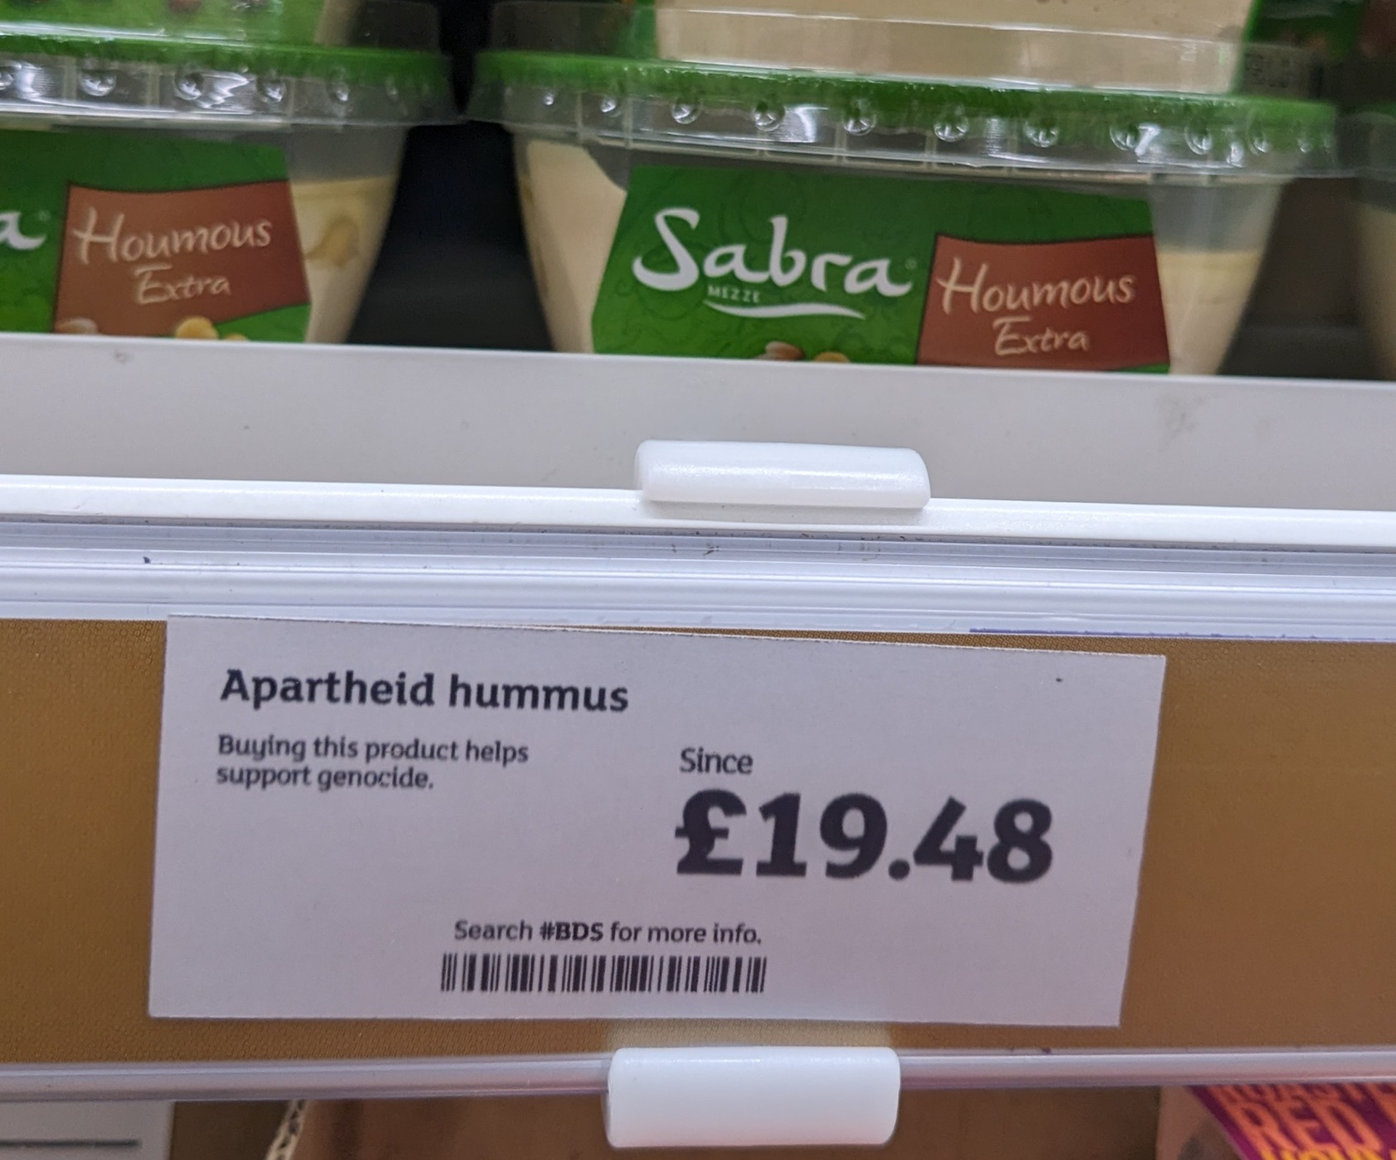 a
Houmous
Extra
Sabra
MEZZE
Houmous
Extra
Apartheid hummus
Buying this product helps
support genocide.
Since
£19.48
Search #BDS for more info.
RED